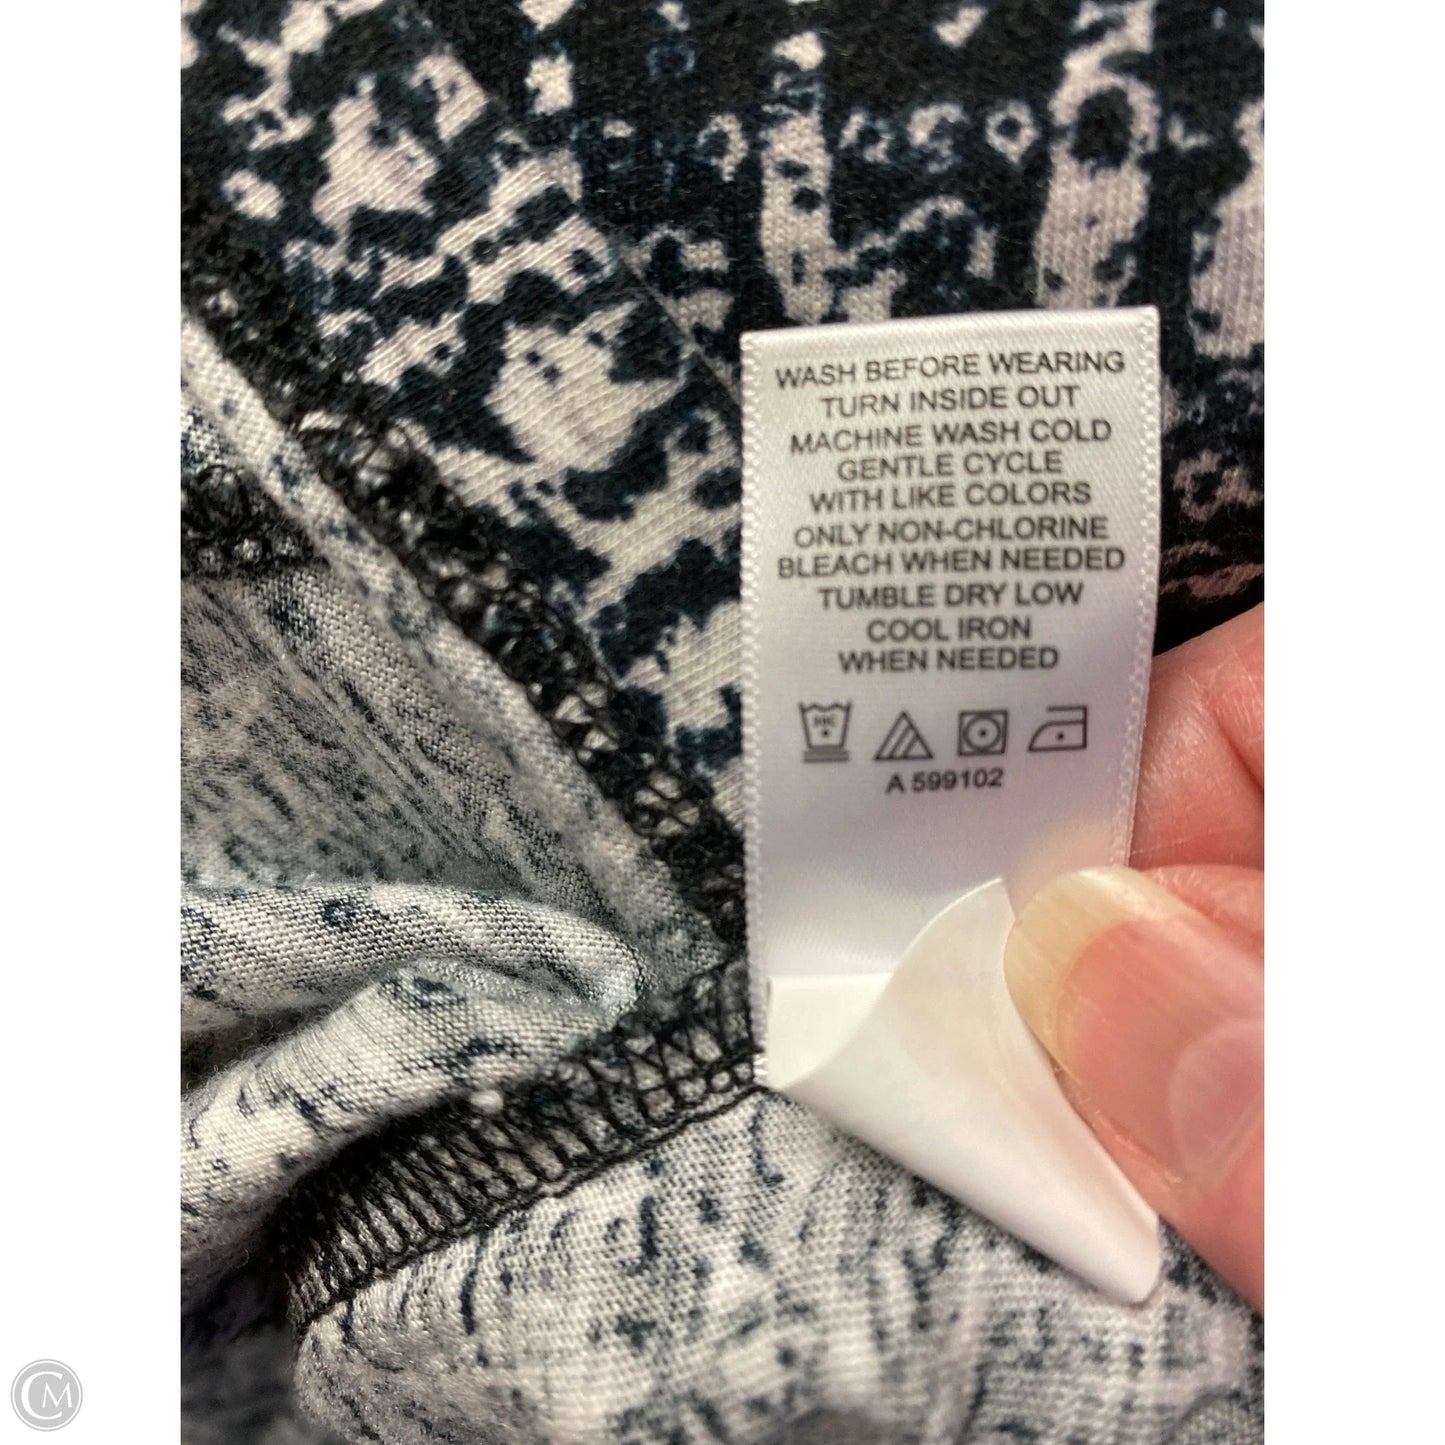 WASH BEFORE WEARING
TURN INSIDE OUT
MACHINE WASH COLD
GENTLE CYCLE
WITH LIKE COLORS
ONLY NON-CHLORINE
BLEACH WHEN NEEDED
TUMBLE DRY LOW
COOL IRON
WHEN NEEDED
A 599102
CM